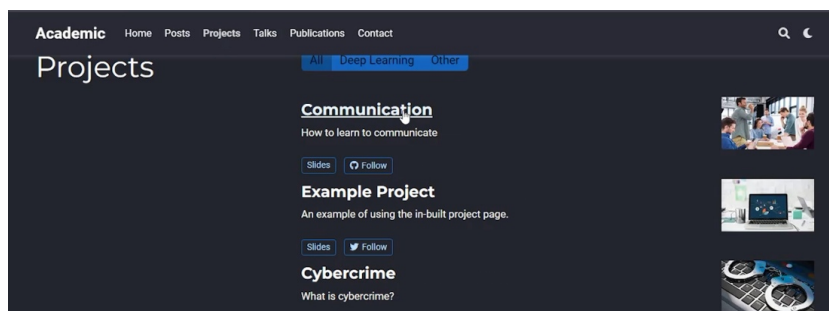 Academic Home Posts Projects Talks Publications Contact
Projects
All Deep Learning Other
Communication
How to learn to communicate
Slides Follow
Example Project
An example of using the in-built project page.
Slides Follow
Cybercrime
What is cybercrime?